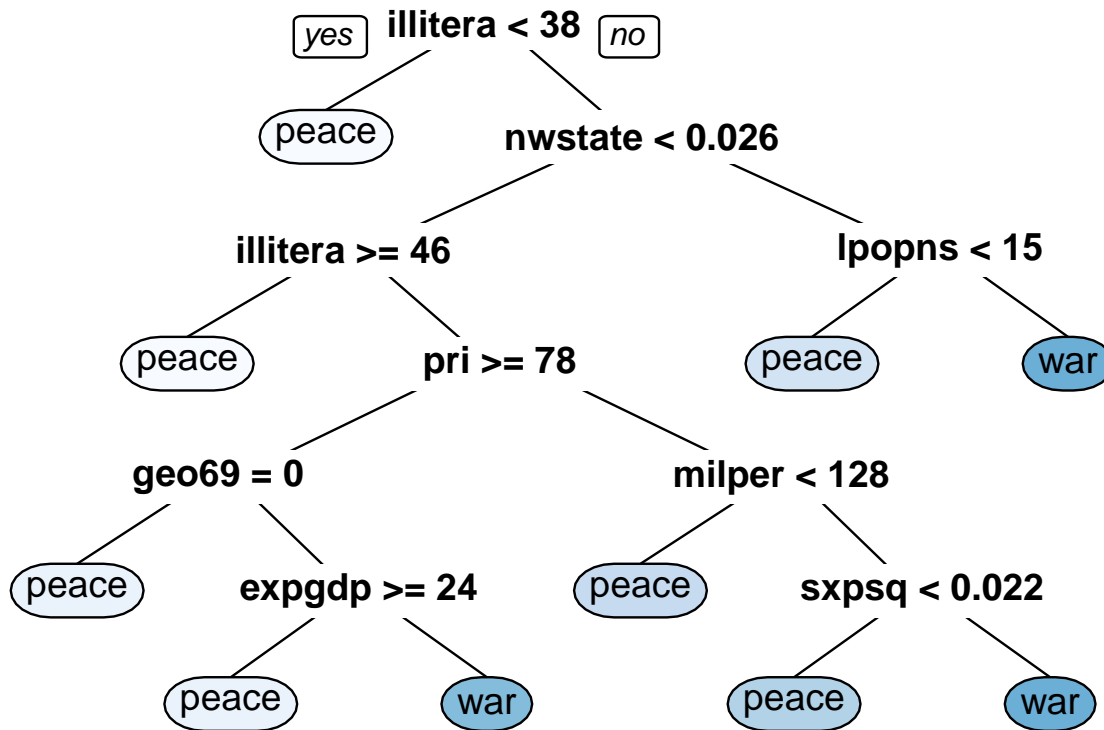 yes illitera < 38 no
peace nwstate < 0.026
illitera >= 46 lpopns < 15
peace pri >= 78 peace war
geo69 = 0 milper < 128
peace expgdp >= 24 peace sxpsq < 0.022
peace war peace war